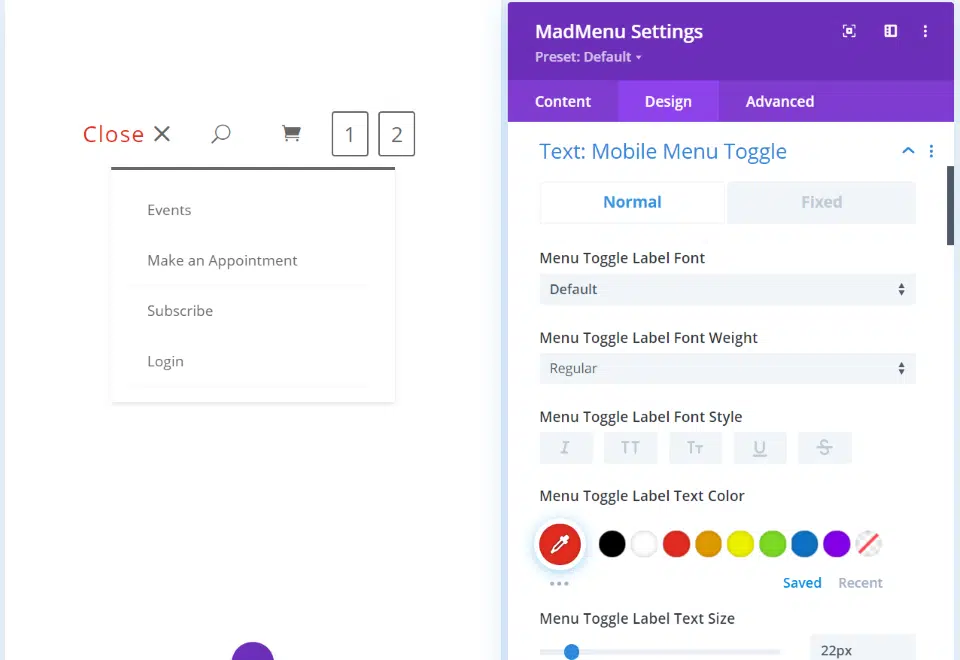 MadMenu Settings
Preset: Default
Content Design Advanced
Close 1 2
Events
Make an Appointment
Subscribe
Login
Text: Mobile Menu Toggle
Normal Fixed
Menu Toggle Label Font
Default
Menu Toggle Label Font Weight
Regular
Menu Toggle Label Font Style
I TT Tt U S
Menu Toggle Label Text Color
Saved Recent
Menu Toggle Label Text Size
22px